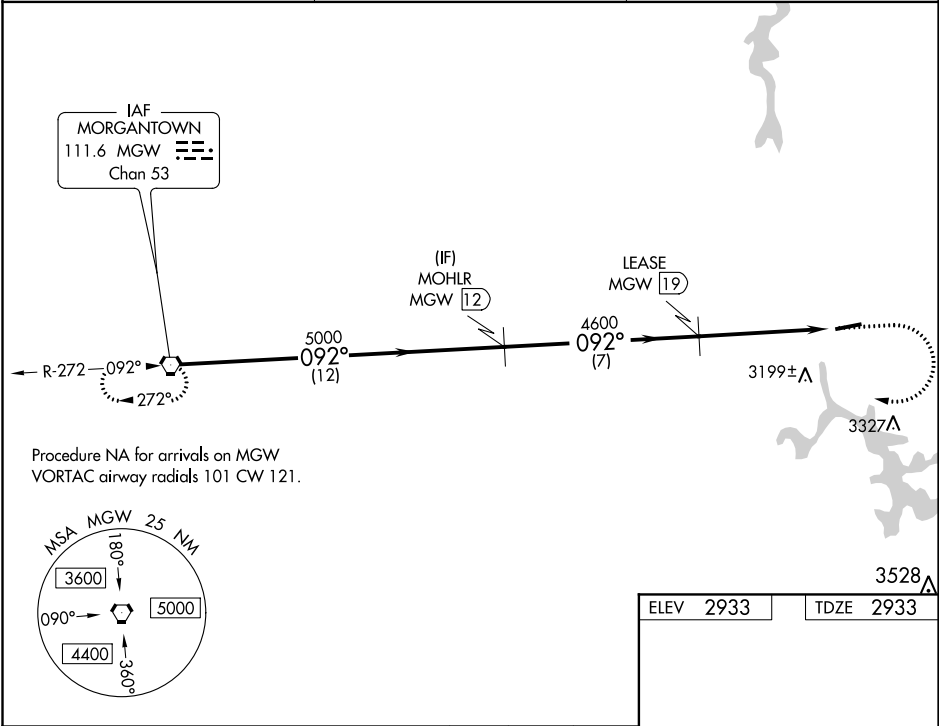 IAF
MORGANTOWN
111.6 MGW
Chan 53
(IF)
MOHLR
MGW 12
LEASE
MGW 19
5000
092°
(12)
4600
092°
(7)
R-272
092°
272°
3199±
3327
Procedure NA for arrivals on MGW
VORTAC airway radials 101 CW 121.
MSA MGW 25 NM
180°
3600
090°
5000
4400
360°
3528
ELEV 2933
TDZE 2933